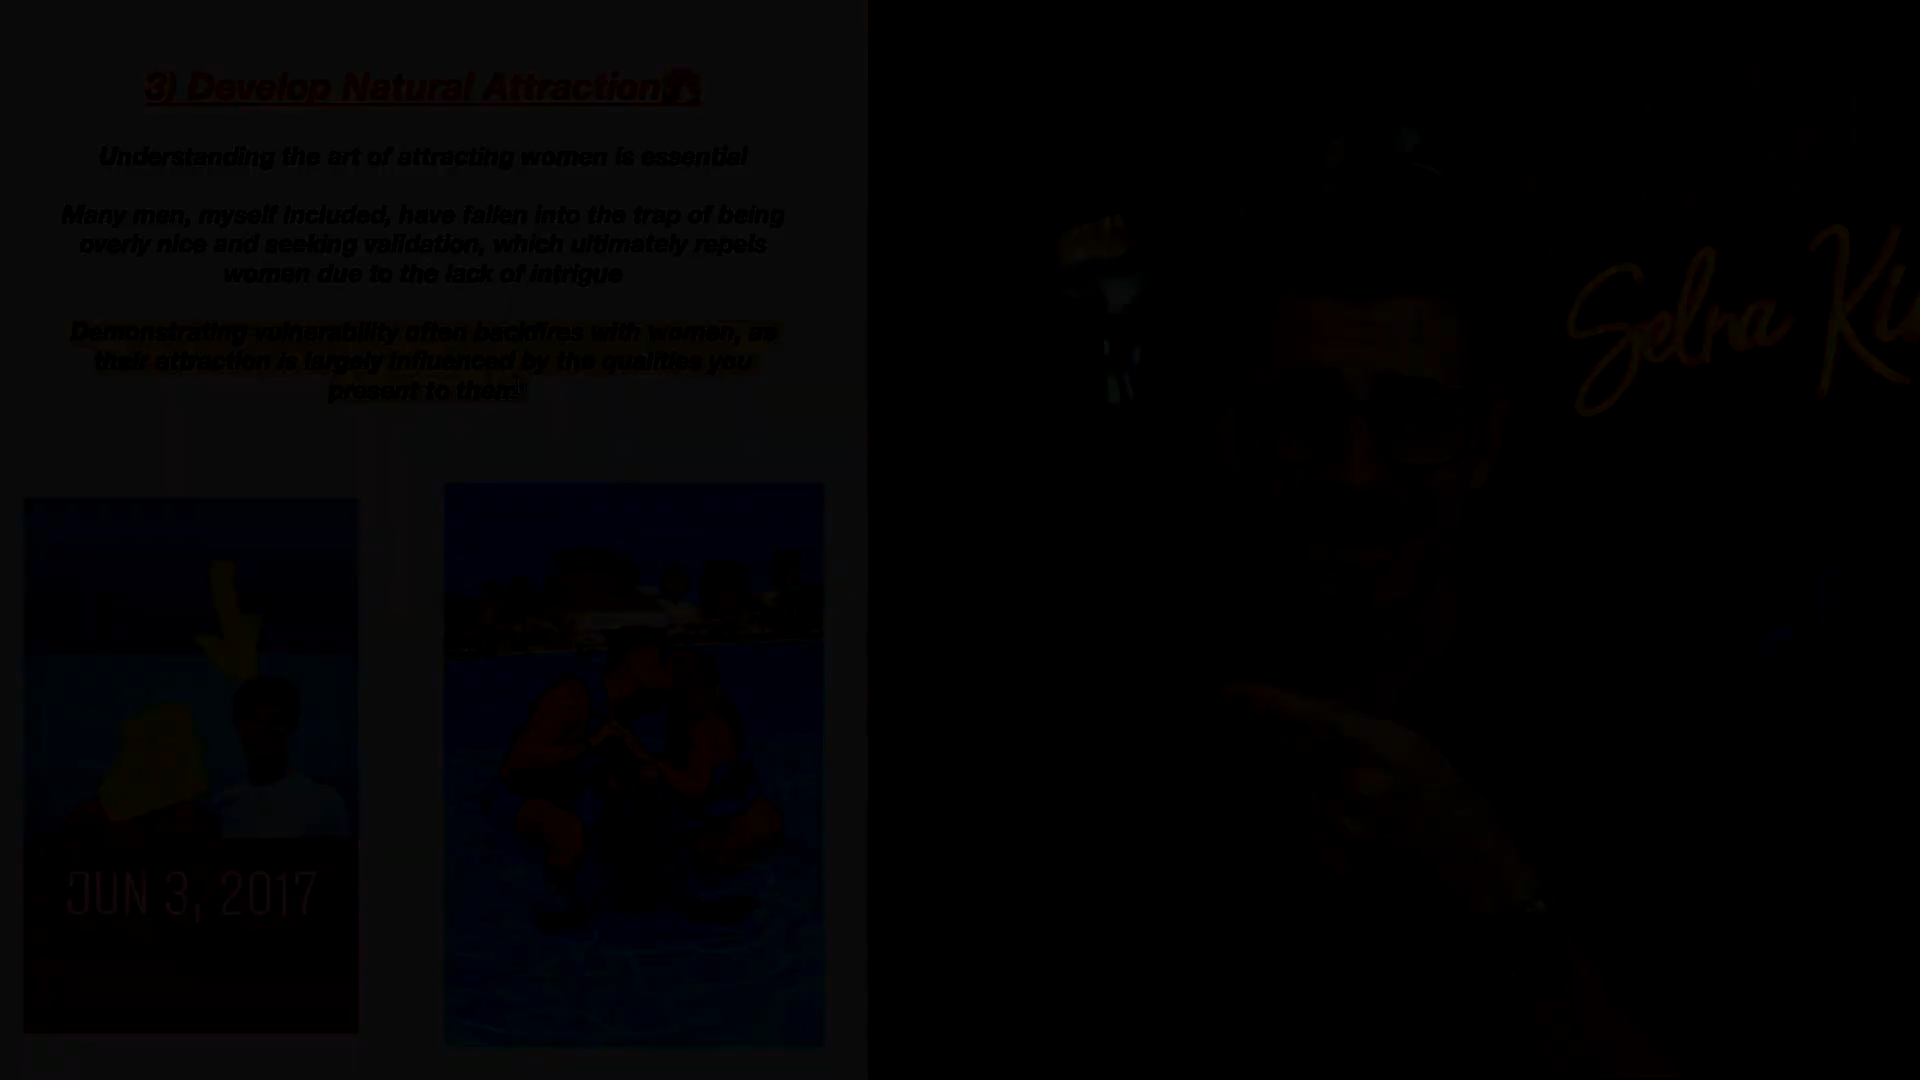 3) Develop Natural Attraction
Understanding the art of attracting women is essential
Many men, myself included, have fallen into the trap of being
overly nice and seeking validation, which ultimately repels
women due to the lack of intrigue
Demonstrating vulnerability often backfires with women, as
their attraction is largely influenced by the qualities you
present to them!
JUN 3, 2017
Selna